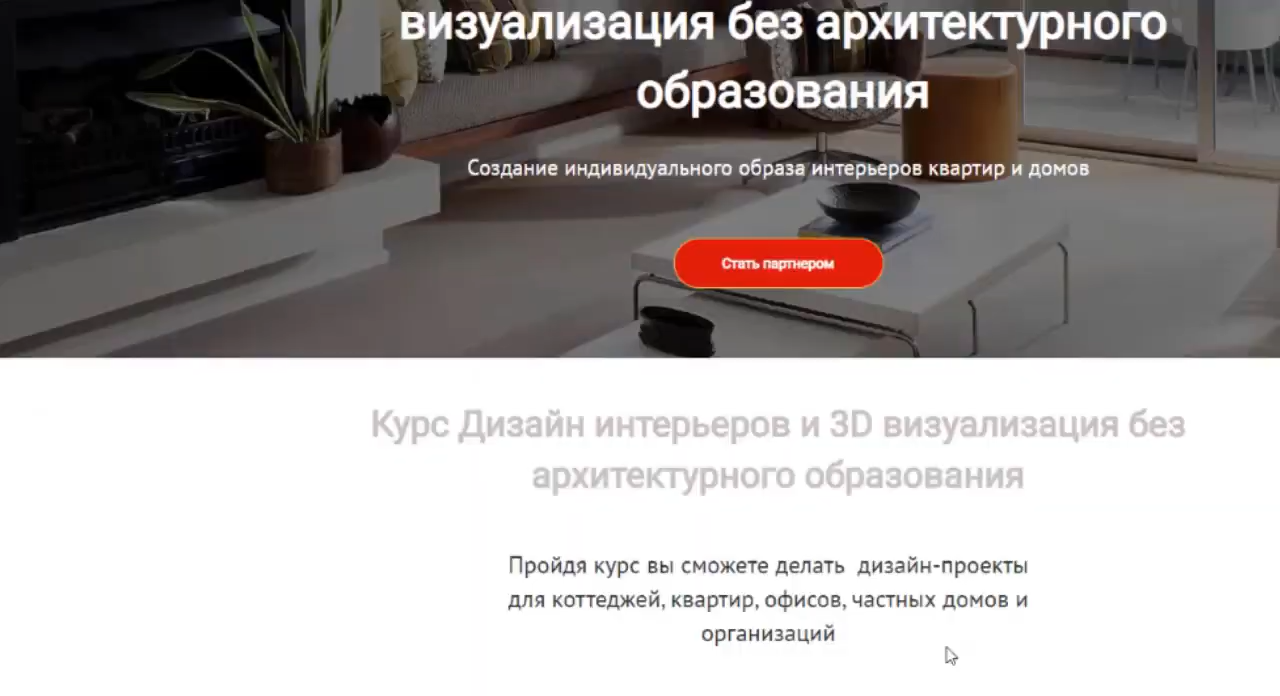 визуализация без архитектурного
образования
Создание индивидуального образа интерьеров квартир и домов
Стать партнером
Курс Дизайн интерьеров и 3D визуализация без
архитектурного образования
Пройдя курс вы сможете делать дизайн-проекты
для коттеджей, квартир, офисов, частных домов и
организаций